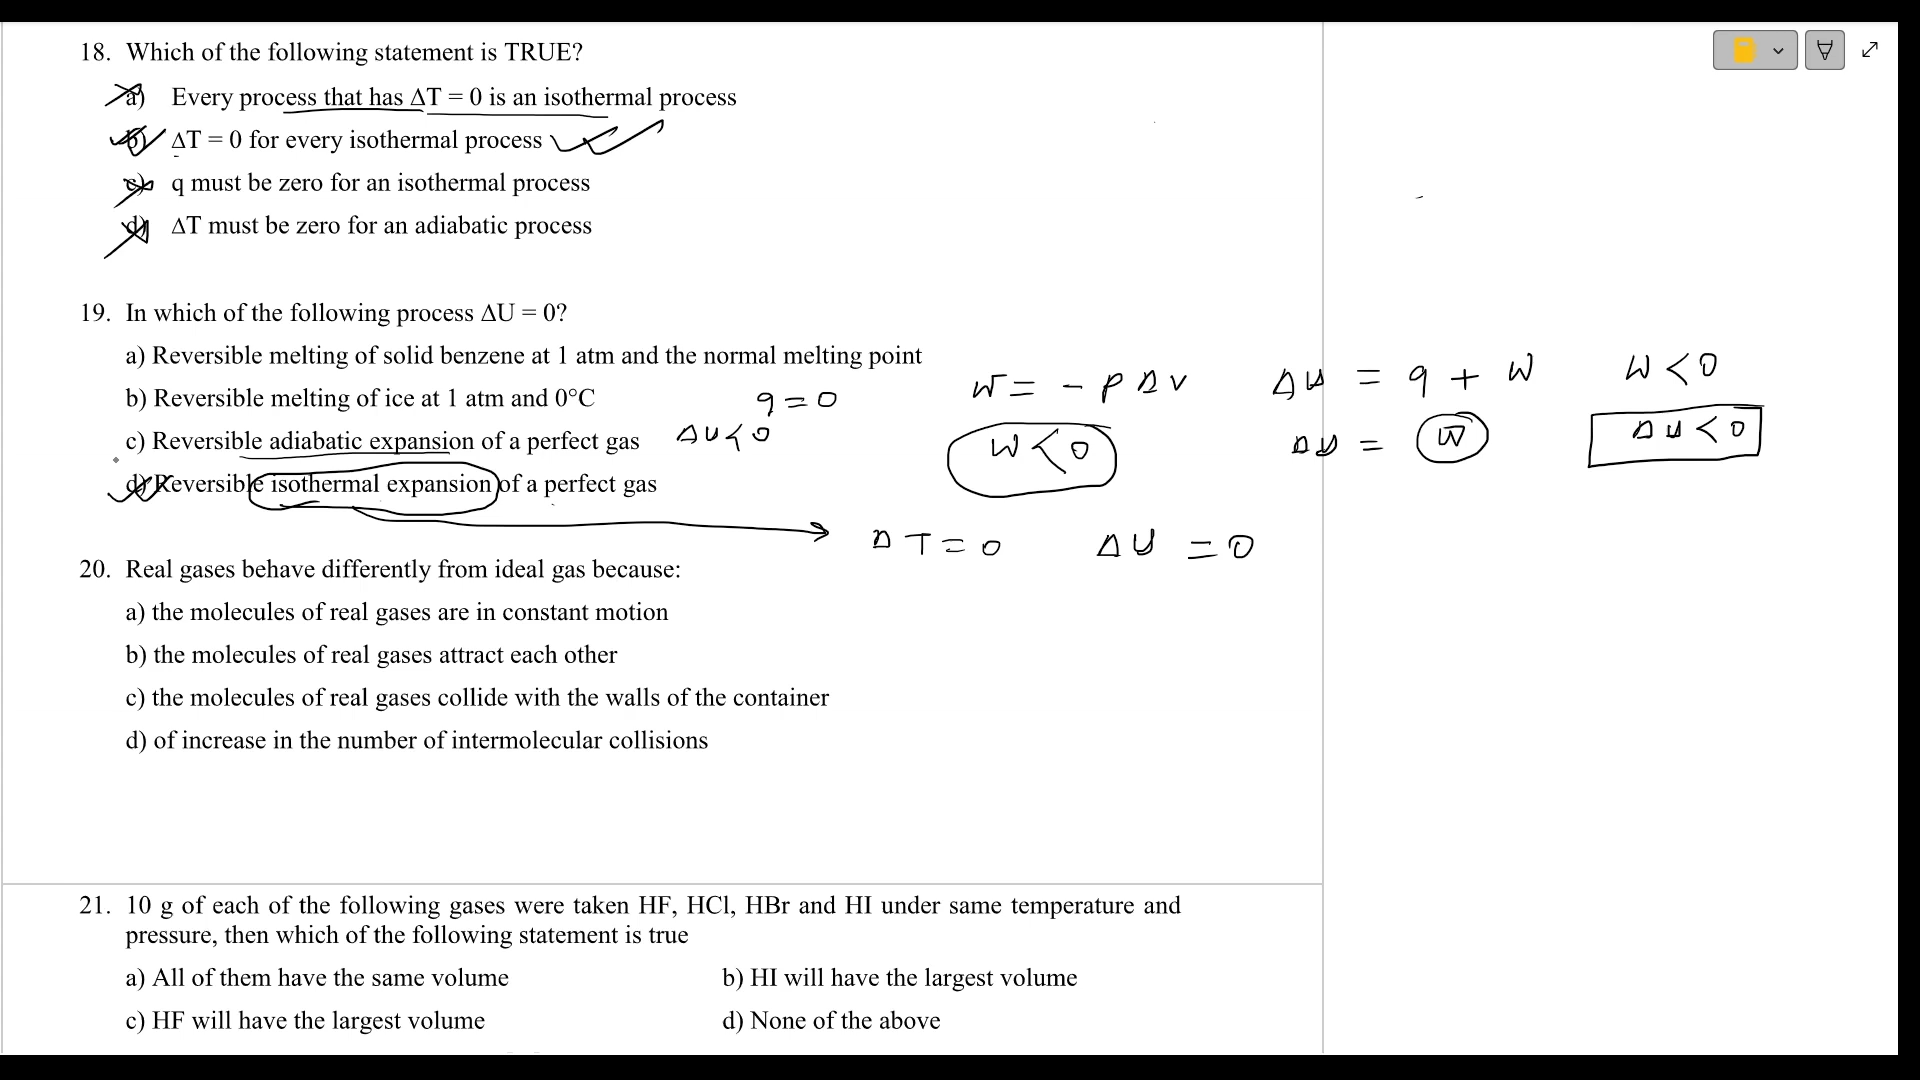 18. Which of the following statement is TRUE?
a) Every process that has ΔT = 0 is an isothermal process
b) ΔT = 0 for every isothermal process
c) q must be zero for an isothermal process
d) ΔT must be zero for an adiabatic process
19. In which of the following process ΔU = 0?
a) Reversible melting of solid benzene at 1 atm and the normal melting point
w = - P Δ V
ΔU = q + w
w < 0
b) Reversible melting of ice at 1 atm and 0°C
q = 0
c) Reversible adiabatic expansion of a perfect gas
ΔU < 0
w < 0
ΔU = w
ΔU < 0
d) Reversible isothermal expansion of a perfect gas
ΔT = 0
ΔU = 0
20. Real gases behave differently from ideal gas because:
a) the molecules of real gases are in constant motion
b) the molecules of real gases attract each other
c) the molecules of real gases collide with the walls of the container
d) of increase in the number of intermolecular collisions
21. 10 g of each of the following gases were taken HF, HCl, HBr and HI under same temperature and
pressure, then which of the following statement is true
a) All of them have the same volume
b) HI will have the largest volume
c) HF will have the largest volume
d) None of the above